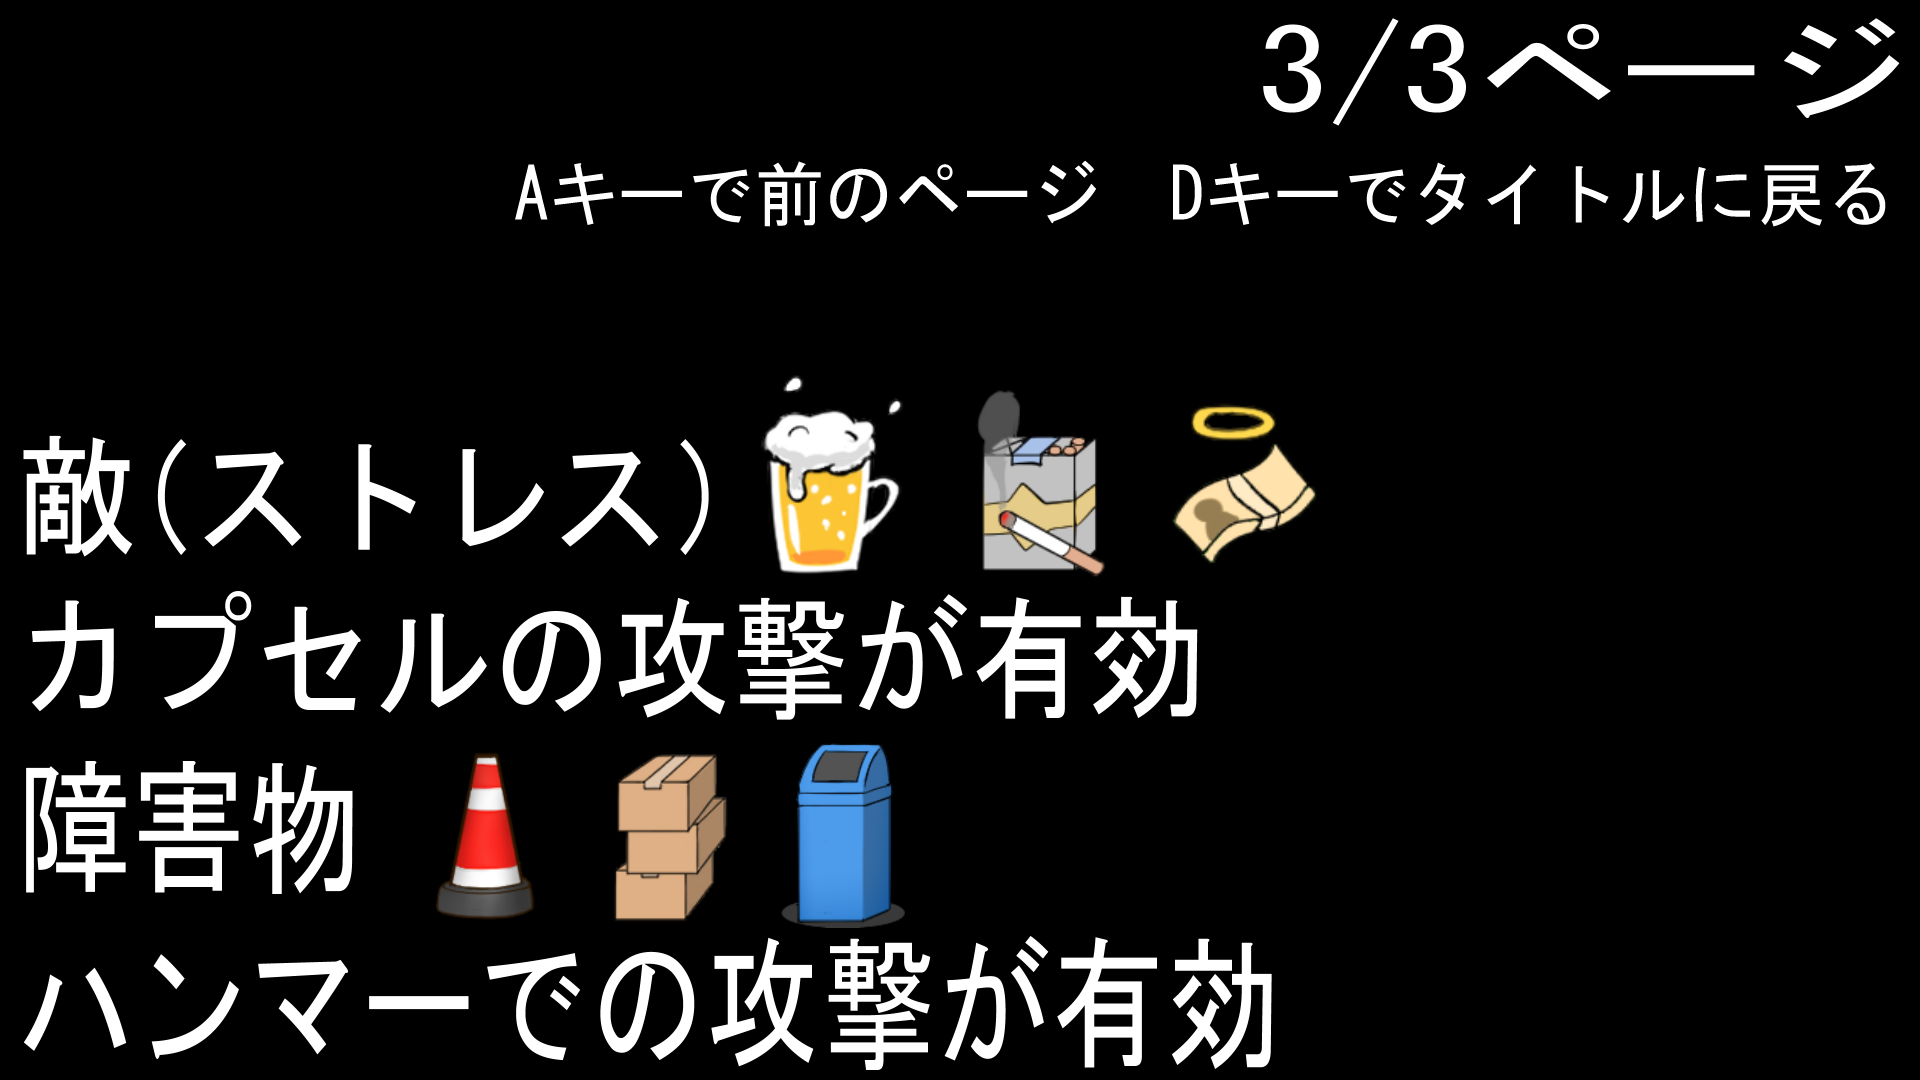 3/3ページ
Aキーで前のページ　Dキーでタイトルに戻る
敵(ストレス)
カプセルの攻撃が有効
障害物
ハンマーでの攻撃が有効